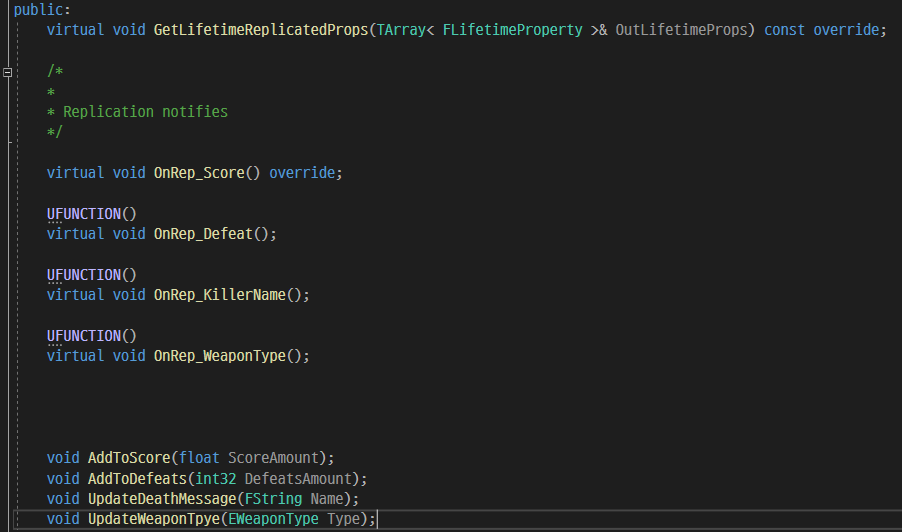 public:
virtual void GetLifetimeReplicatedProps(TArray< FLifetimeProperty >& OutLifetimeProps) const override;
/*
*
* Replication notifies
*/
virtual void OnRep_Score() override;
UFUNCTION()
virtual void OnRep_Defeat();
UFUNCTION()
virtual void OnRep_KillerName();
UFUNCTION()
virtual void OnRep_WeaponType();
void AddToScore(float ScoreAmount);
void AddToDefeats(int32 DefeatsAmount);
void UpdateDeathMessage(FString Name);
void UpdateWeaponTpye(EWeaponType Type);